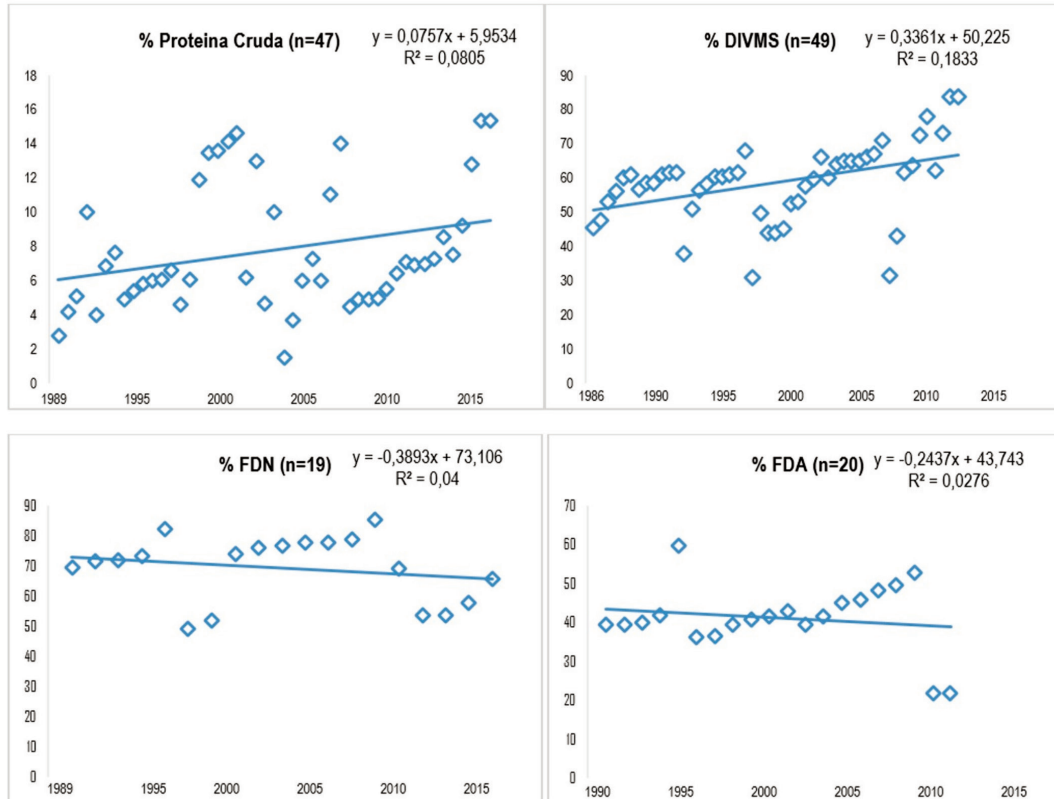 % Proteina Cruda (n=47)
y = 0,0757x + 5,9534
R² = 0,0805
18
16
14
12
10
8
6
4
2
0
1989 1995 2000 2005 2010 2015
% DIVMS (n=49)
y = 0,3361x + 50,225
R² = 0,1833
90
80
70
60
50
40
30
20
10
0
1986 1990 1995 2000 2005 2010 2015
% FDN (n=19)
y = -0,3893x + 73,106
R² = 0,04
90
80
70
60
50
40
30
20
10
0
1989 1995 2000 2005 2010 2015
% FDA (n=20)
y = -0,2437x + 43,743
R² = 0,0276
70
60
50
40
30
20
10
0
1990 1995 2000 2005 2010 2015